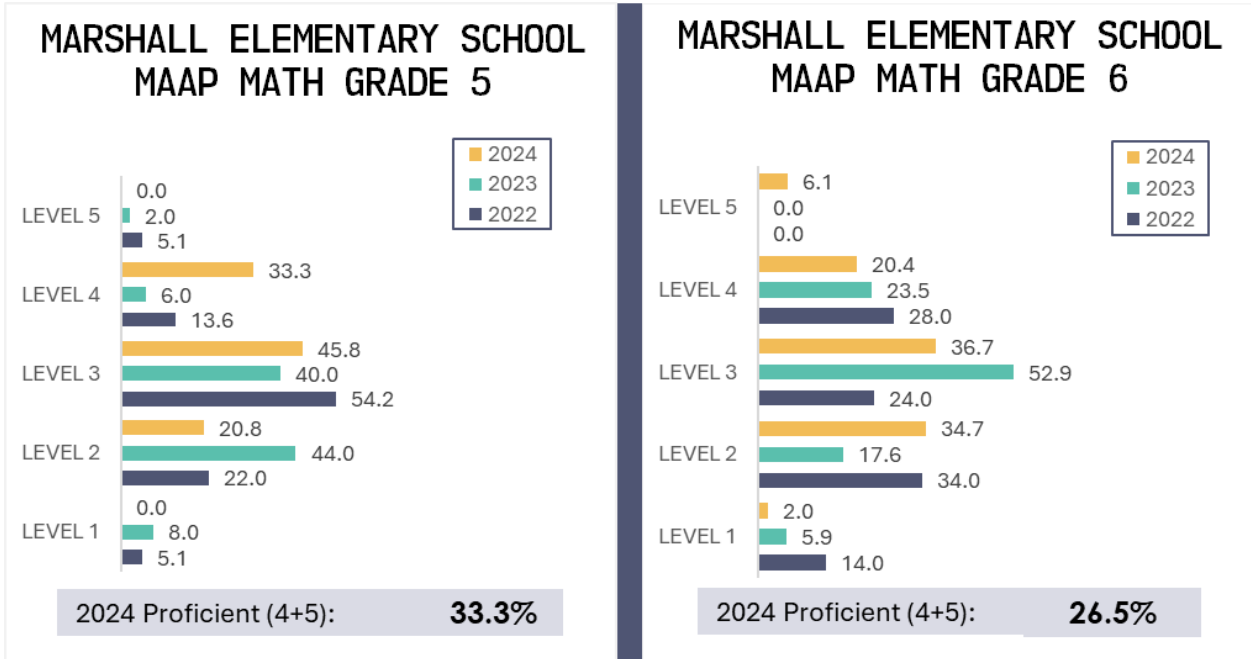 MARSHALL ELEMENTARY SCHOOL
MAAP MATH GRADE 5
2024
2023
2022
LEVEL 5
0.0
2.0
5.1
LEVEL 4
33.3
6.0
13.6
LEVEL 3
45.8
40.0
54.2
LEVEL 2
20.8
44.0
22.0
LEVEL 1
0.0
8.0
5.1
2024 Proficient (4+5): 33.3%
MARSHALL ELEMENTARY SCHOOL
MAAP MATH GRADE 6
2024
2023
2022
LEVEL 5
6.1
0.0
0.0
LEVEL 4
20.4
23.5
28.0
LEVEL 3
36.7
52.9
24.0
LEVEL 2
34.7
17.6
34.0
LEVEL 1
2.0
5.9
14.0
2024 Proficient (4+5): 26.5%